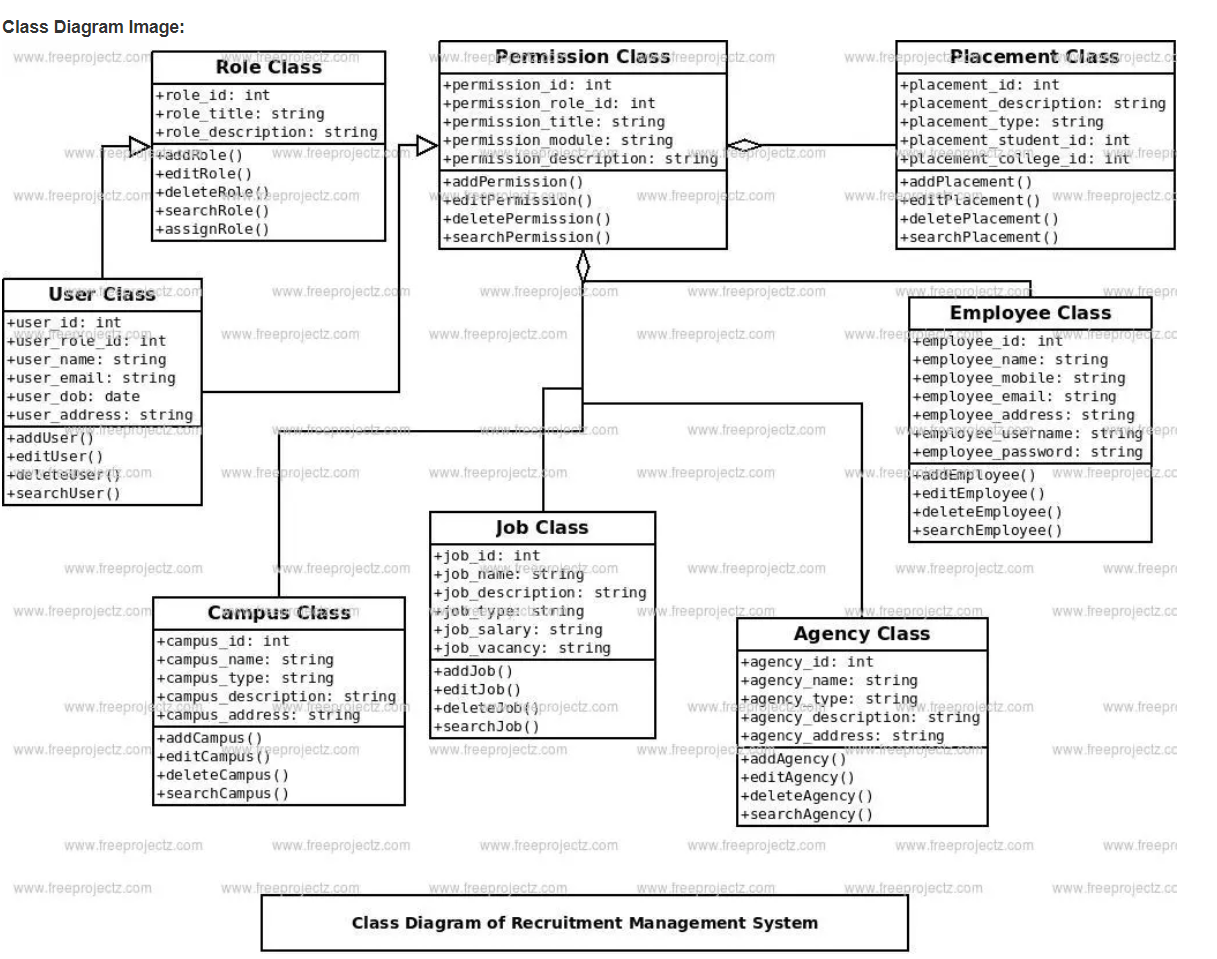 Class Diagram Image:
Role Class
+role_id: int
+role_title: string
+role_description: string
+addRole()
+editRole()
+deleteRole()
+searchRole()
+assignRole()
Permission Class
+permission_id: int
+permission_role_id: int
+permission_title: string
+permission_module: string
+permission_description: string
+addPermission()
+editPermission()
+deletePermission()
+searchPermission()
Placement Class
+placement_id: int
+placement_description: string
+placement_type: string
+placement_student_id: int
+placement_college_id: int
+addPlacement()
+editPlacement()
+deletePlacement()
+searchPlacement()
User Class
+user_id: int
+user_role_id: int
+user_name: string
+user_email: string
+user_dob: date
+user_address: string
+addUser()
+editUser()
+deleteUser()
+searchUser()
Employee Class
+employee_id: int
+employee_name: string
+employee_mobile: string
+employee_email: string
+employee_address: string
+employee_username: string
+employee_password: string
+addEmployee()
+editEmployee()
+deleteEmployee()
+searchEmployee()
Job Class
+job_id: int
+job_name: string
+job_description: string
+job_type: string
+job_salary: string
+job_vacancy: string
+addJob()
+editJob()
+deleteJob()
+searchJob()
Campus Class
+campus_id: int
+campus_name: string
+campus_type: string
+campus_description: string
+campus_address: string
+addCampus()
+editCampus()
+deleteCampus()
+searchCampus()
Agency Class
+agency_id: int
+agency_name: string
+agency_type: string
+agency_description: string
+agency_address: string
+addAgency()
+editAgency()
+deleteAgency()
+searchAgency()
Class Diagram of Recruitment Management System
www.freeprojectz.com